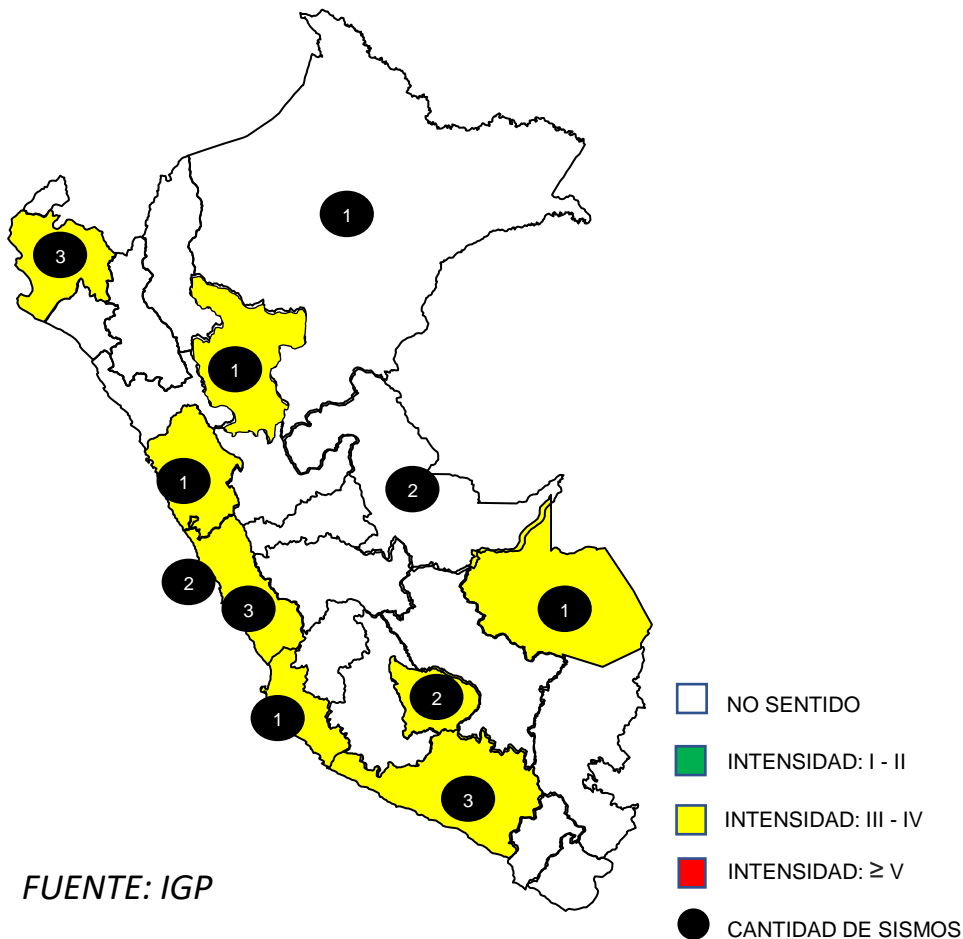 1
3
1
1
2
2
3
1
2
1
3
NO SENTIDO
INTENSIDAD: I - II
INTENSIDAD: III - IV
INTENSIDAD: ≥ V
CANTIDAD DE SISMOS
FUENTE: IGP